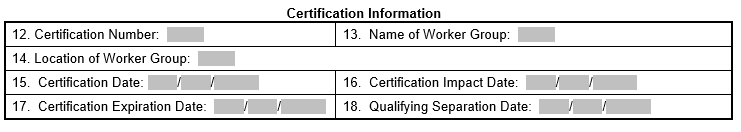 Certification Information
12. Certification Number:
13. Name of Worker Group:
14. Location of Worker Group:
15. Certification Date: / /
16. Certification Impact Date: / /
17. Certification Expiration Date: / /
18. Qualifying Separation Date: / /